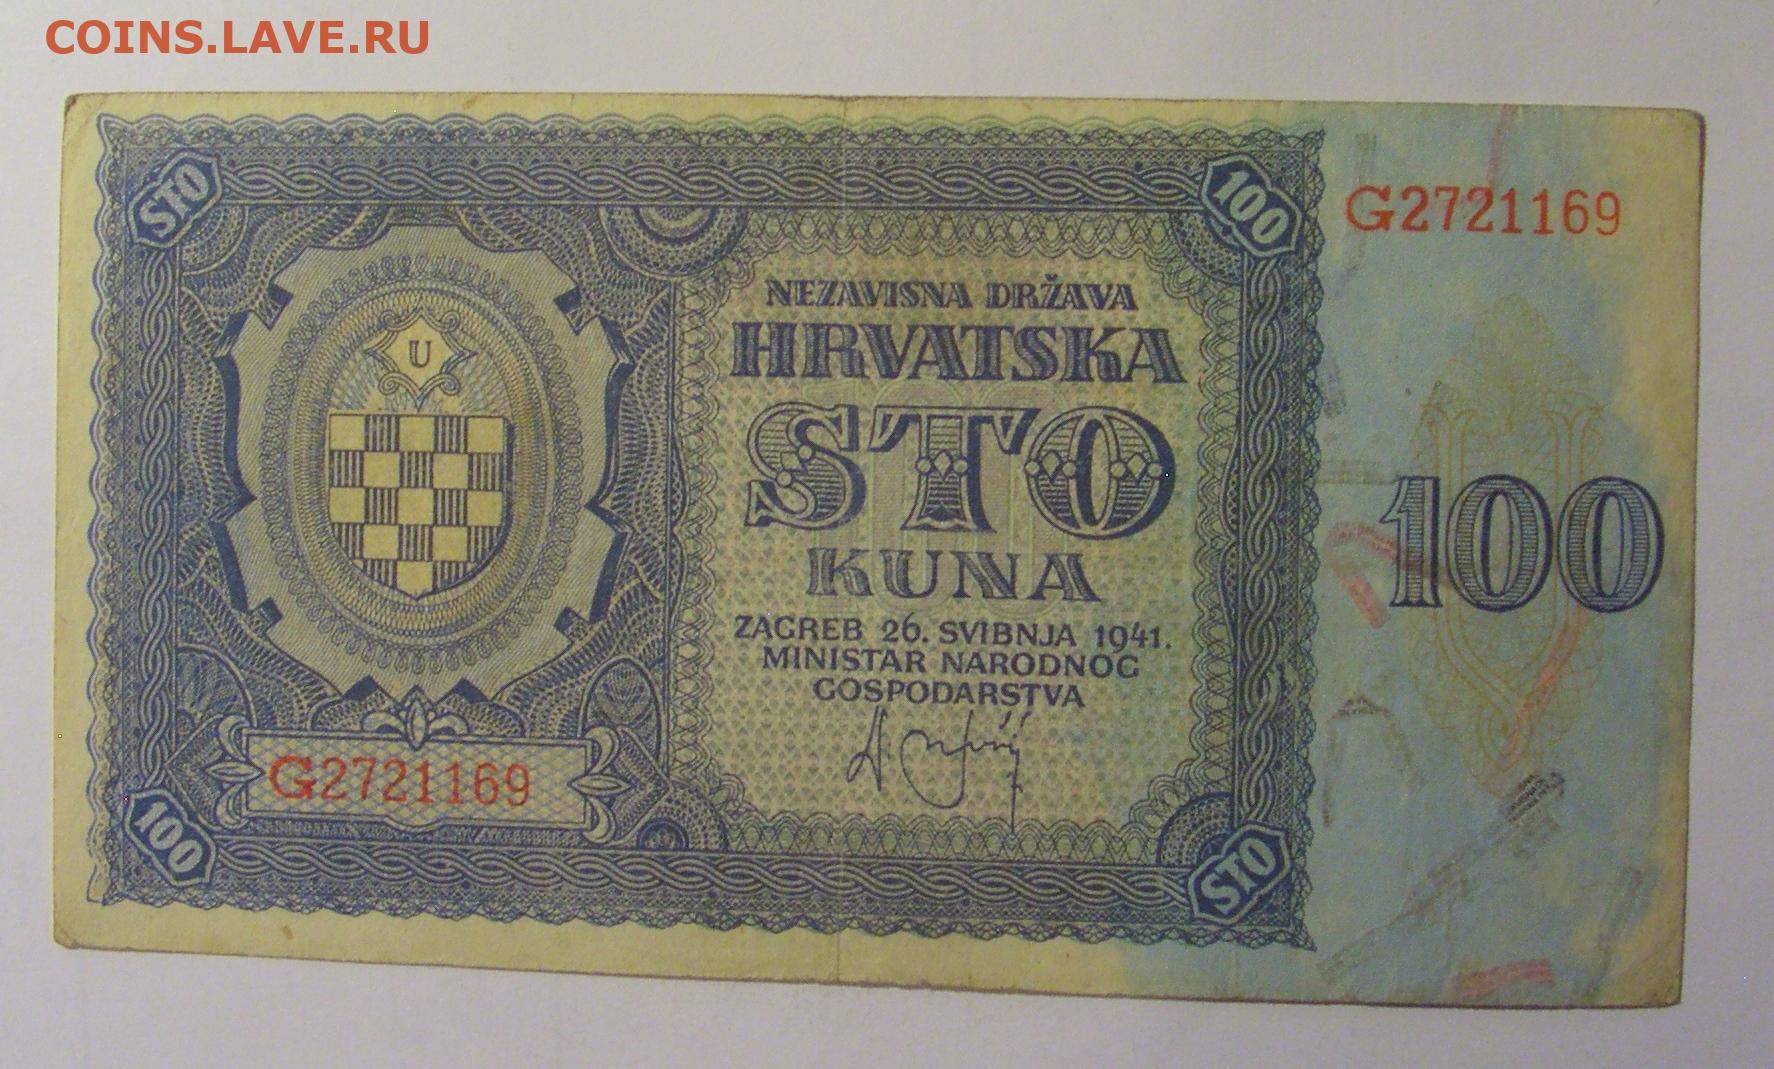 COINS.LAVE.RU
STO
100
G2721169
NEZAVISNA DRŽAVA
HRVATSKA
U
STO
100
KUNA
ZAGREB 26. SVIBNJA 1941.
MINISTAR NARODNOG
GOSPODARSTVA
G2721169
100
STO